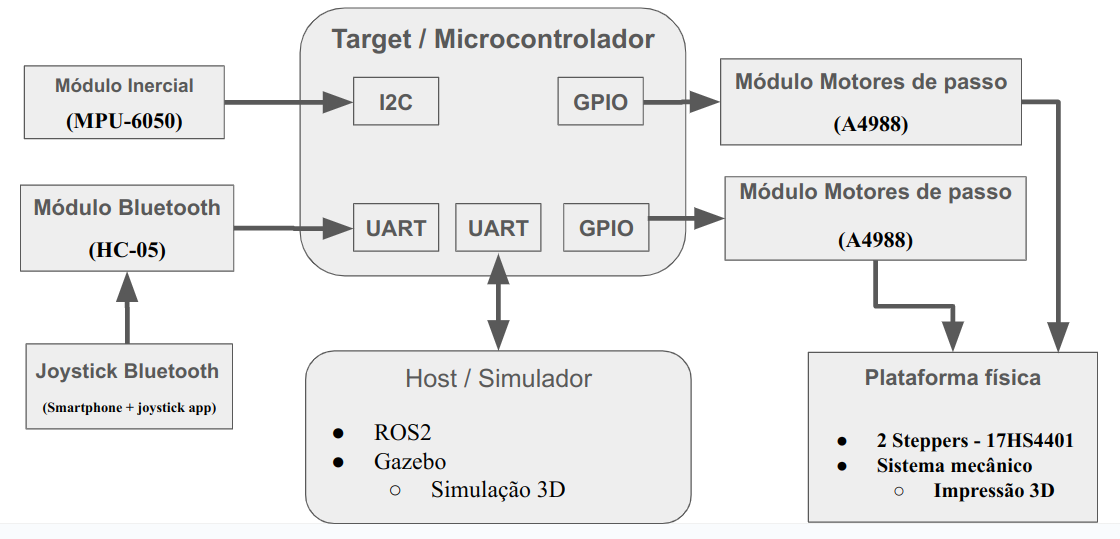 Target / Microcontrolador
Módulo Inercial
(MPU-6050)
I2C
GPIO
Módulo Motores de passo
(A4988)
Módulo Bluetooth
(HC-05)
UART
UART
GPIO
Módulo Motores de passo
(A4988)
Joystick Bluetooth
(Smartphone + joystick app)
Host / Simulador
● ROS2
● Gazebo
○ Simulação 3D
Plataforma física
● 2 Steppers - 17HS4401
● Sistema mecânico
○ Impressão 3D